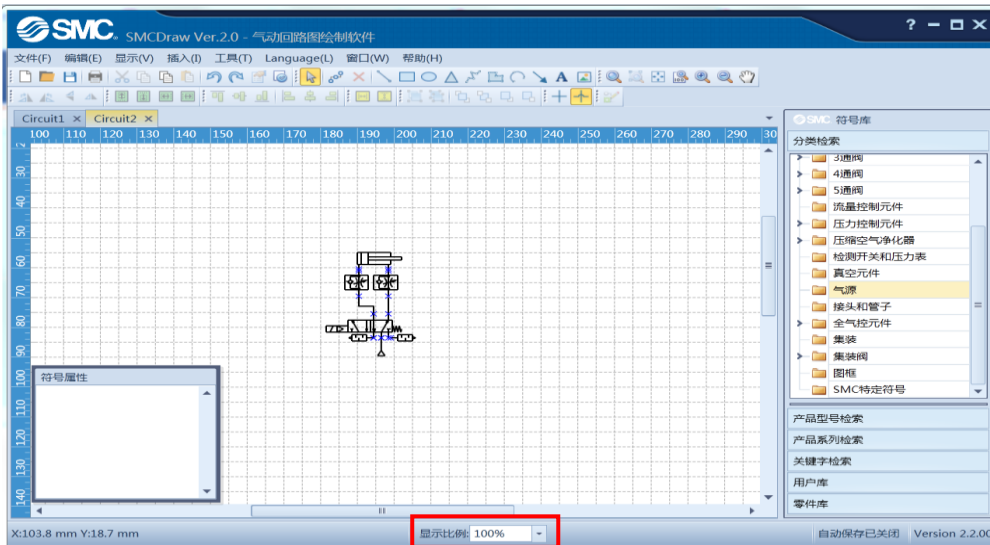 SMC. SMCDraw Ver.2.0 - 气动回路图绘制软件
文件(F) 编辑(E) 显示(V) 插入(I) 工具(T) Language(L) 窗口(W) 帮助(H)
Circuit1 × Circuit2 ×
100 110 120 130 140 150 160 170 180 190 200 210 220 230 240 250 260 270 280 290 30
30
40
50
60
70
80
90
100
110
120
130
140
符号属性
SMC 符号库
分类检索
3通阀
4通阀
5通阀
流量控制元件
压力控制元件
压缩空气净化器
检测开关和压力表
真空元件
气源
接头和管子
全气控元件
集装
集装阀
图框
SMC特定符号
产品型号检索
产品系列检索
关键字检索
用户库
零件库
X:103.8 mm Y:18.7 mm 显示比例: 100% 自动保存已关闭 Version 2.2.00